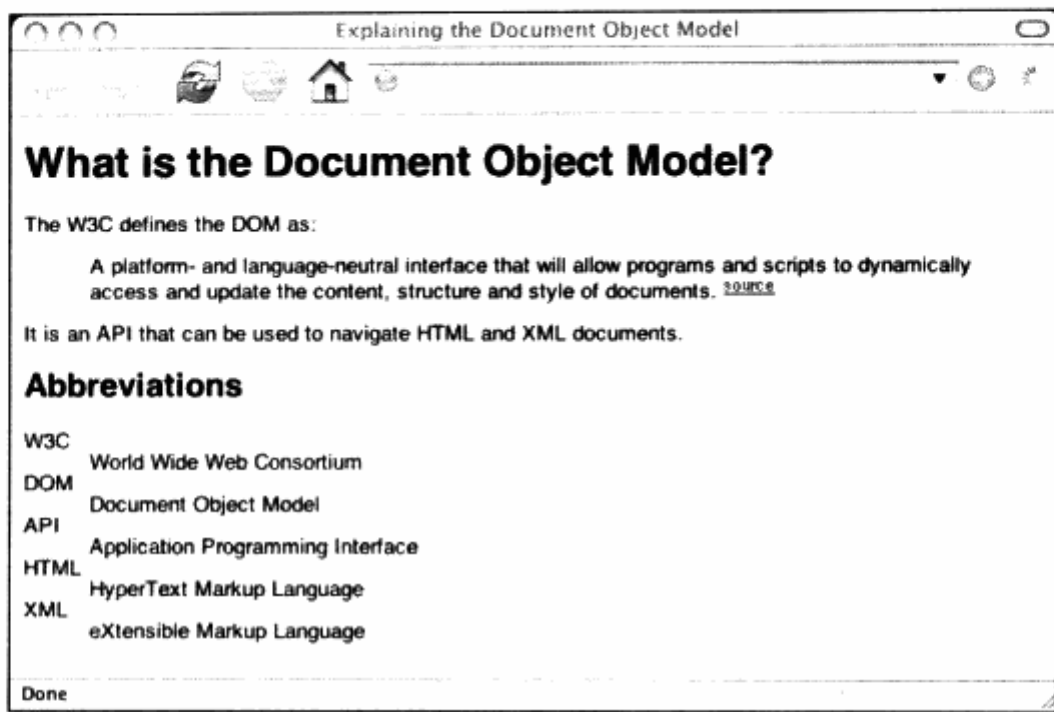 Explaining the Document Object Model
What is the Document Object Model?
The W3C defines the DOM as:
A platform- and language-neutral interface that will allow programs and scripts to dynamically
access and update the content, structure and style of documents. source
It is an API that can be used to navigate HTML and XML documents.
Abbreviations
W3C
World Wide Web Consortium
DOM
Document Object Model
API
Application Programming Interface
HTML
HyperText Markup Language
XML
eXtensible Markup Language
Done